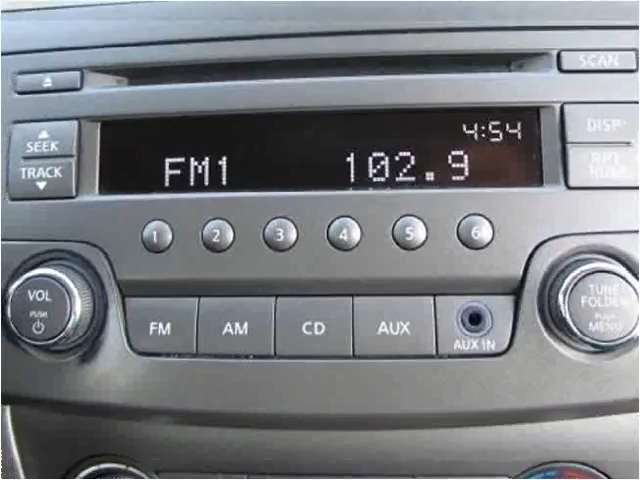 SCAN
SEEK
TRACK
4:54
DISP
FM1 102.9
RPT
RDM
1 2 3 4 5 6
VOL
PUSH
FM AM CD AUX
AUX IN
TUNE
FOLDER
PUSH
MENU